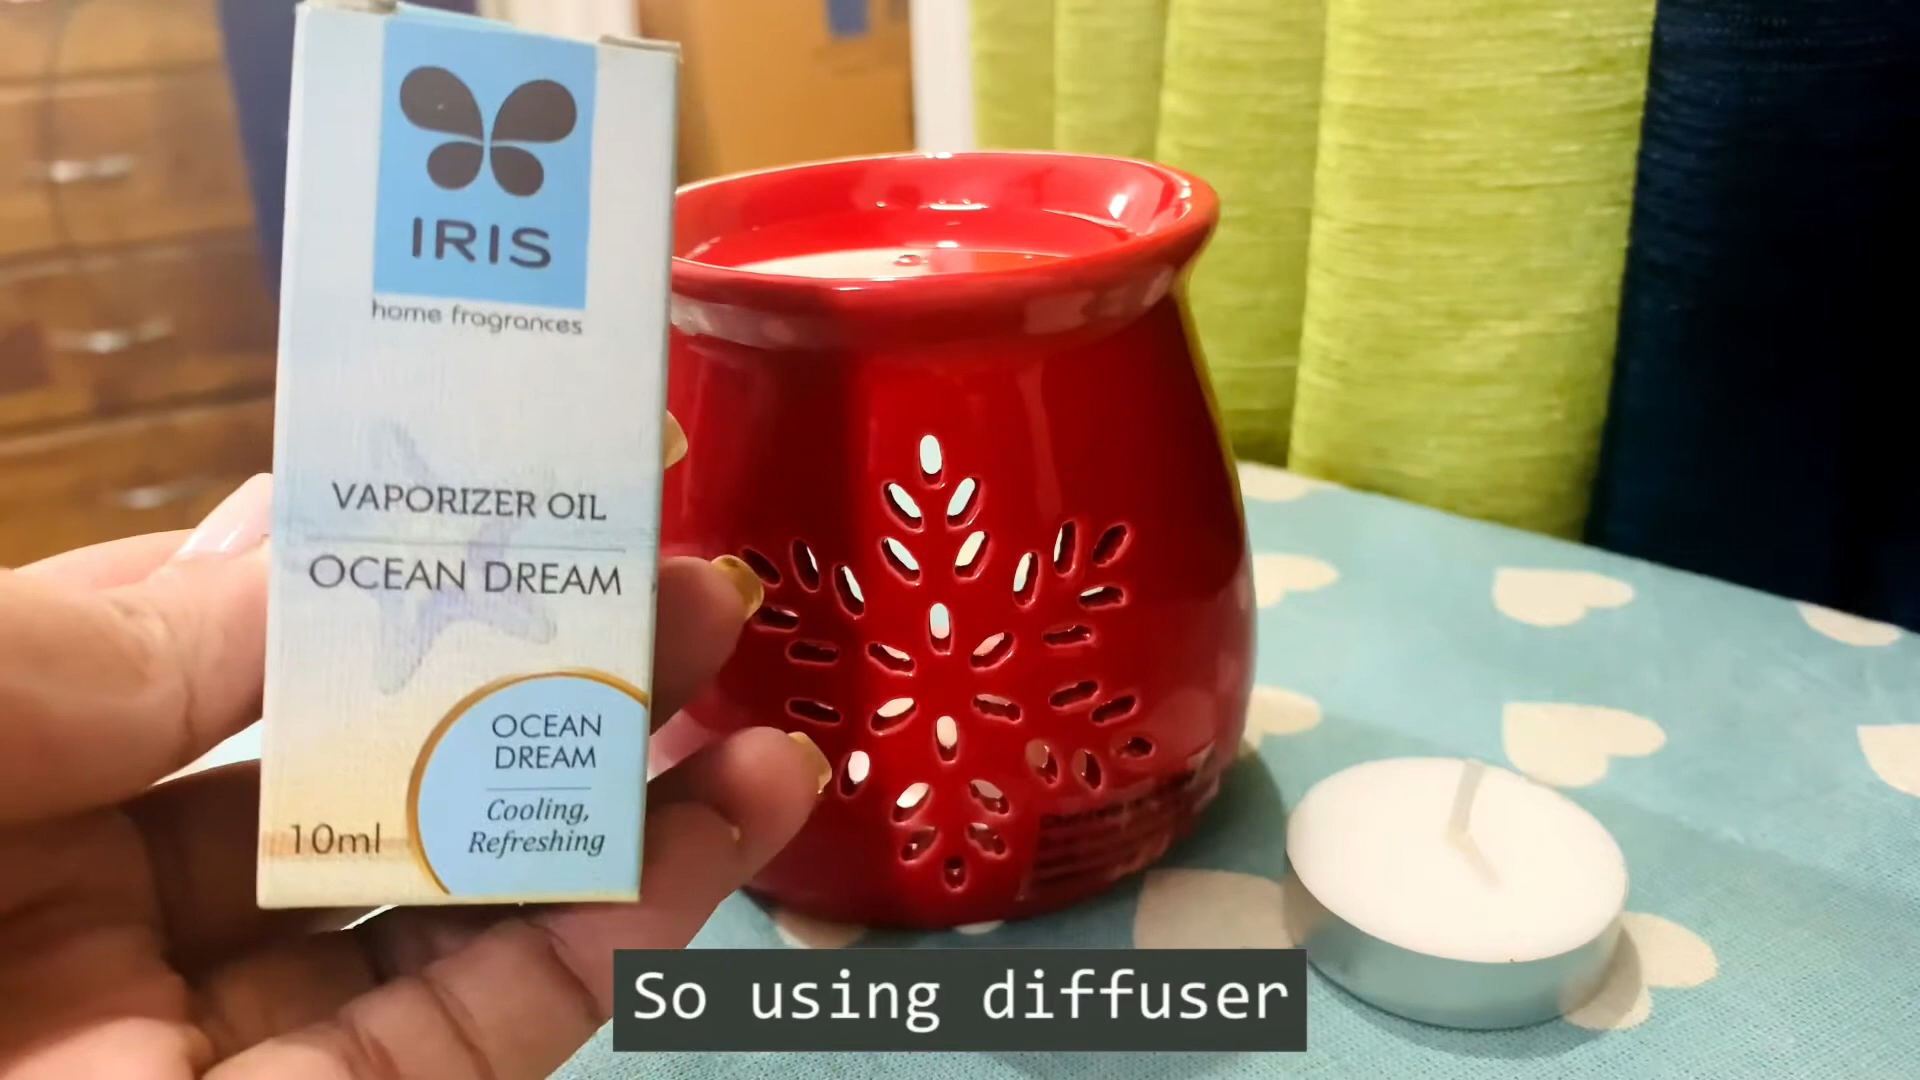 IRIS
home fragrances
VAPORIZER OIL
OCEAN DREAM
OCEAN
DREAM
Cooling,
Refreshing
10ml
So using diffuser